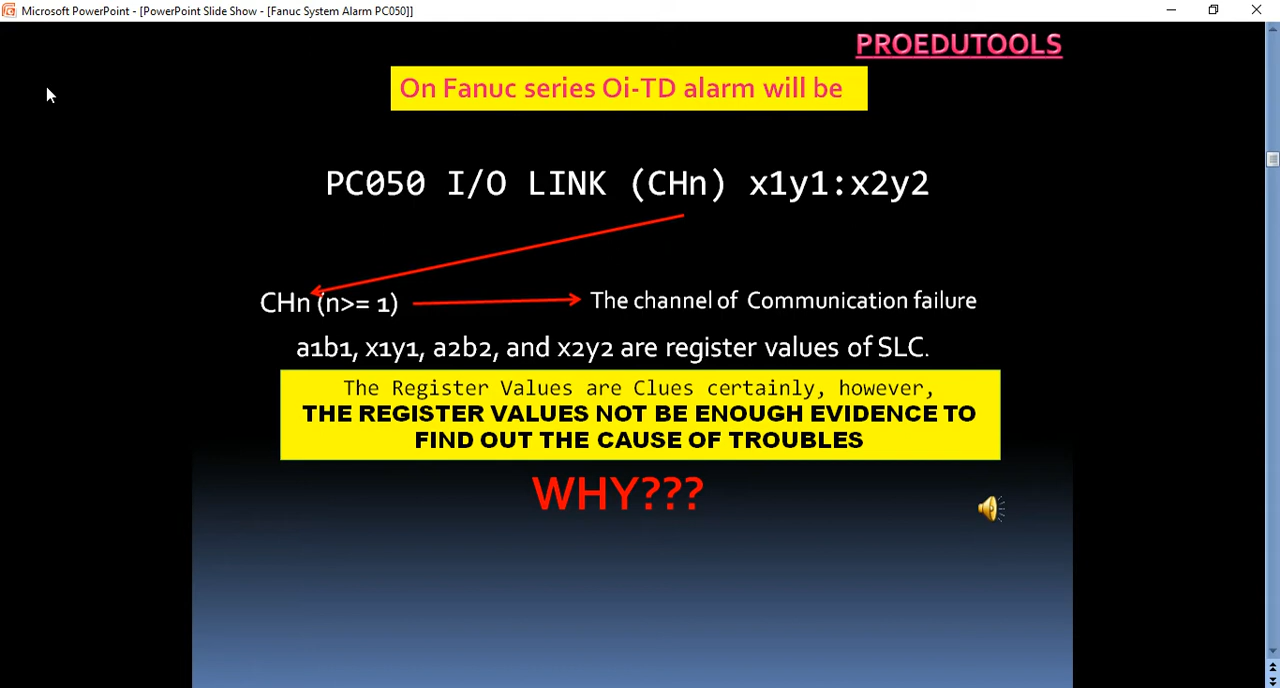 Microsoft PowerPoint - [PowerPoint Slide Show - [Fanuc System Alarm PC050]]
PROEDUTOOLS
On Fanuc series Oi-TD alarm will be
PC050 I/O LINK (CHn) x1y1:x2y2
CHn (n>= 1)
The channel of Communication failure
a1b1, x1y1, a2b2, and x2y2 are register values of SLC.
The Register Values are Clues certainly, however,
THE REGISTER VALUES NOT BE ENOUGH EVIDENCE TO
FIND OUT THE CAUSE OF TROUBLES
WHY???